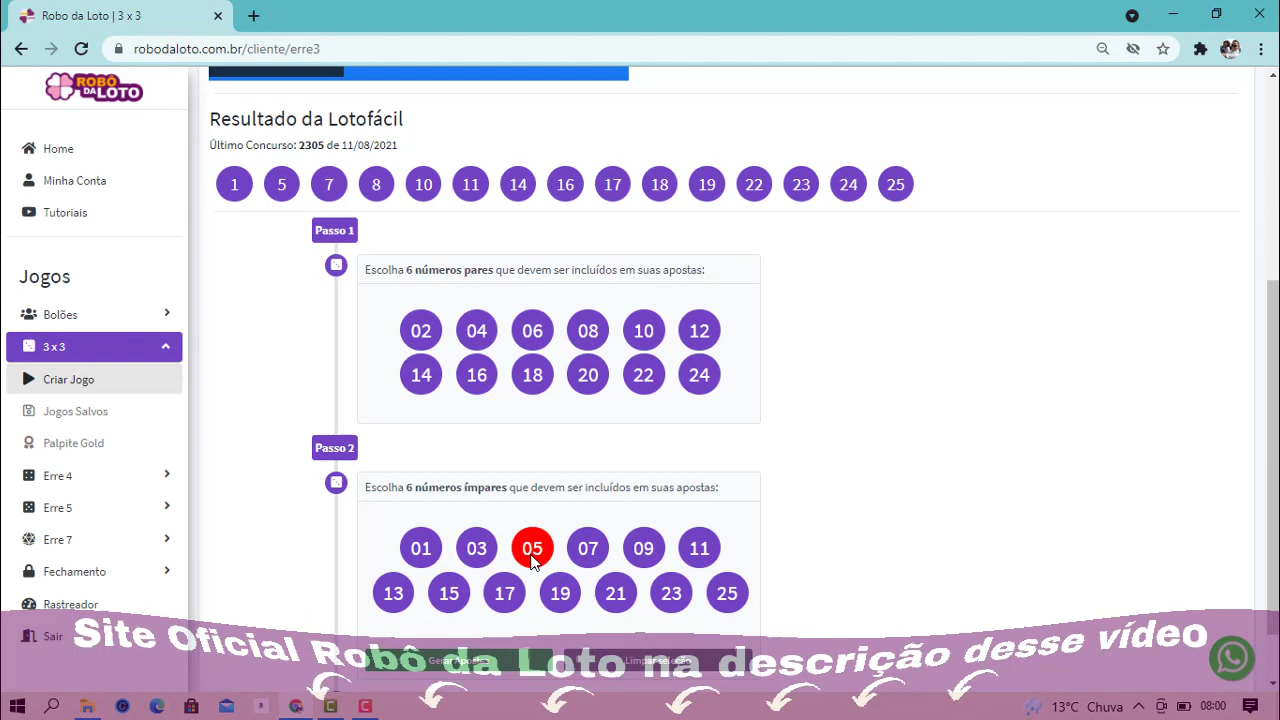 Robo da Loto | 3 x 3
robodaloto.com.br/cliente/erre3
ROBÔ DA LOTO
Home
Minha Conta
Tutoriais
Jogos
Bolões
3 x 3
Criar Jogo
Jogos Salvos
Palpite Gold
Erre 4
Erre 5
Erre 7
Fechamento
Rastreador
Sair
Resultado da Lotofácil
Último Concurso: 2305 de 11/08/2021
1 5 7 8 10 11 14 16 17 18 19 22 23 24 25
Passo 1
Escolha 6 números pares que devem ser incluídos em suas apostas:
02 04 06 08 10 12
14 16 18 20 22 24
Passo 2
Escolha 6 números ímpares que devem ser incluídos em suas apostas:
01 03 05 07 09 11
13 15 17 19 21 23 25
Gerar Apostas
Limpar seleção
Site Oficial Robô da Loto na descrição desse vídeo
13°C Chuva
08:00